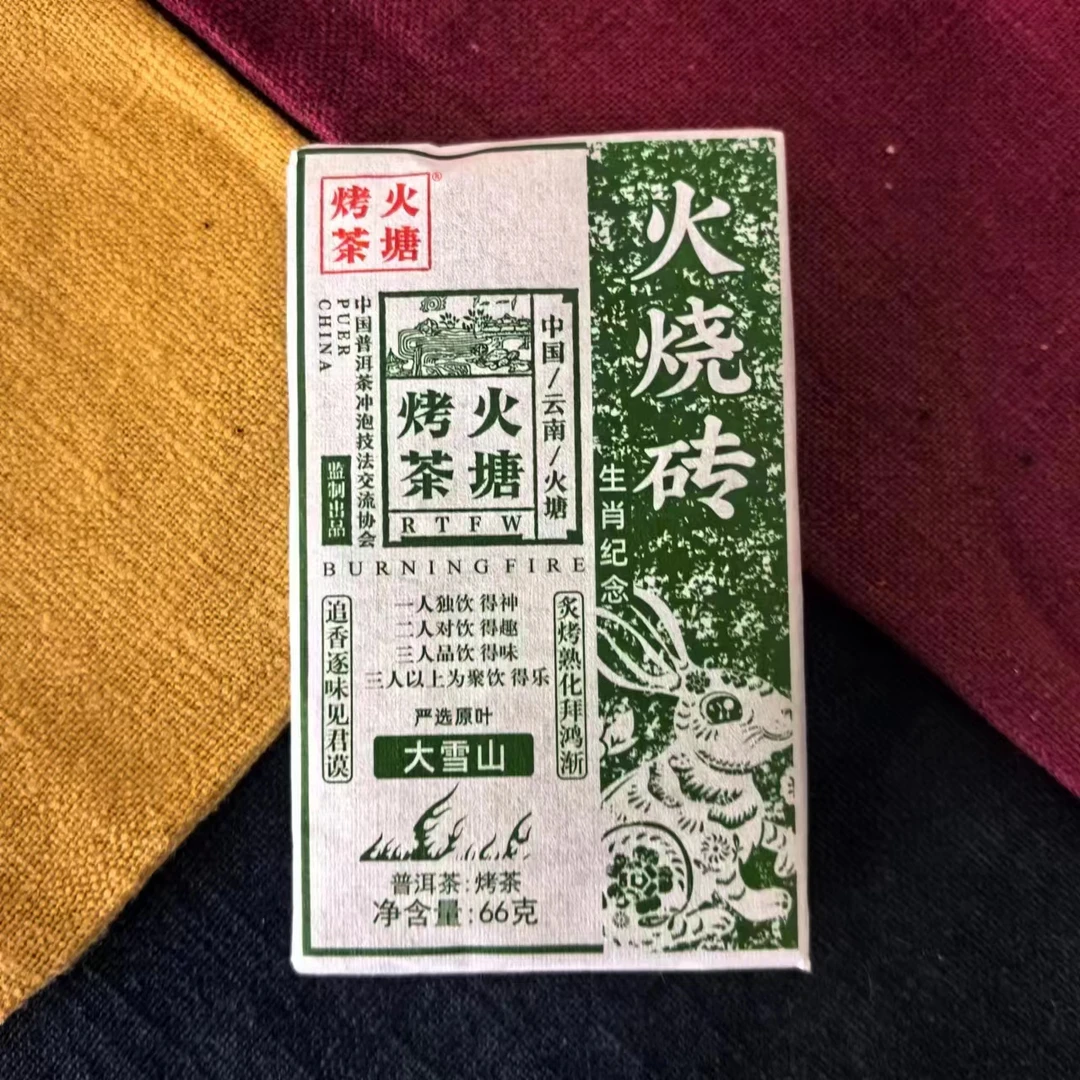 火塘
烤茶
®
中国普洱茶冲泡技法交流协会
PUER
CHINA
监制出品
火塘
烤茶
RTFW
中国/云南/火塘
BURNING FIRE
追香逐味见君谟
一人独饮 得神
二人对饮 得趣
三人品饮 得味
三人以上为聚饮 得乐
炙烤熟化拜鸿渐
严选原叶
大雪山
普洱茶:烤茶
净含量:66克
火烧砖
生肖纪念